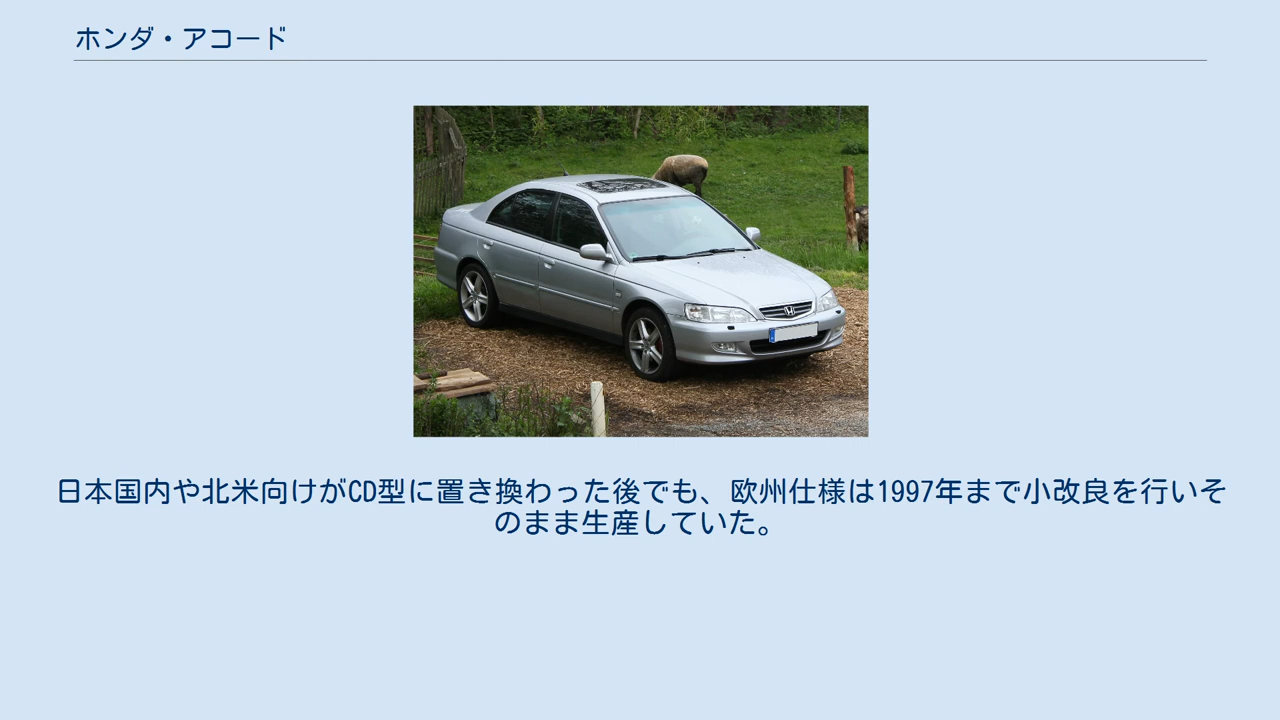 ホンダ・アコード
日本国内や北米向けがCD型に置き換わった後でも、欧州仕様は1997年まで小改良を行いそ
のまま生産していた。